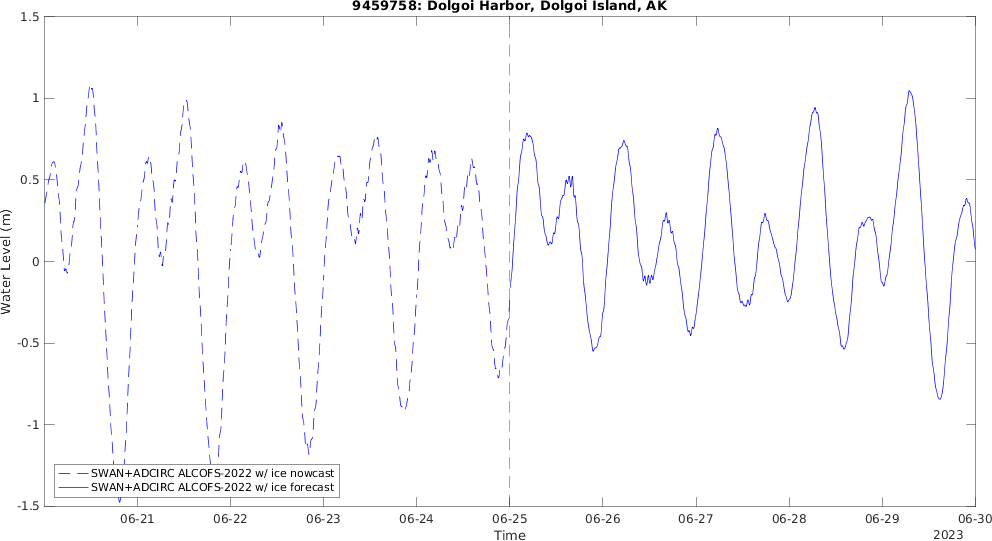 9459758: Dolgoi Harbor, Dolgoi Island, AK
1.5
1
0.5
0
-0.5
-1
-1.5
Water Level (m)
SWAN+ADCIRC ALCOFS-2022 w/ ice nowcast
SWAN+ADCIRC ALCOFS-2022 w/ ice forecast
06-21 06-22 06-23 06-24 06-25 06-26 06-27 06-28 06-29 06-30
Time
2023